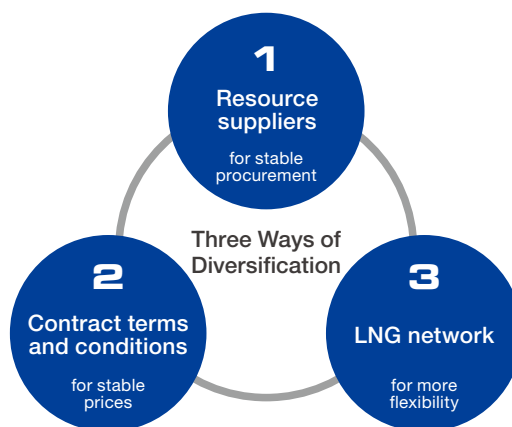 1
Resource
suppliers
for stable
procurement
Three Ways of
Diversification
2
Contract terms
and conditions
for stable
prices
3
LNG network
for more
flexibility